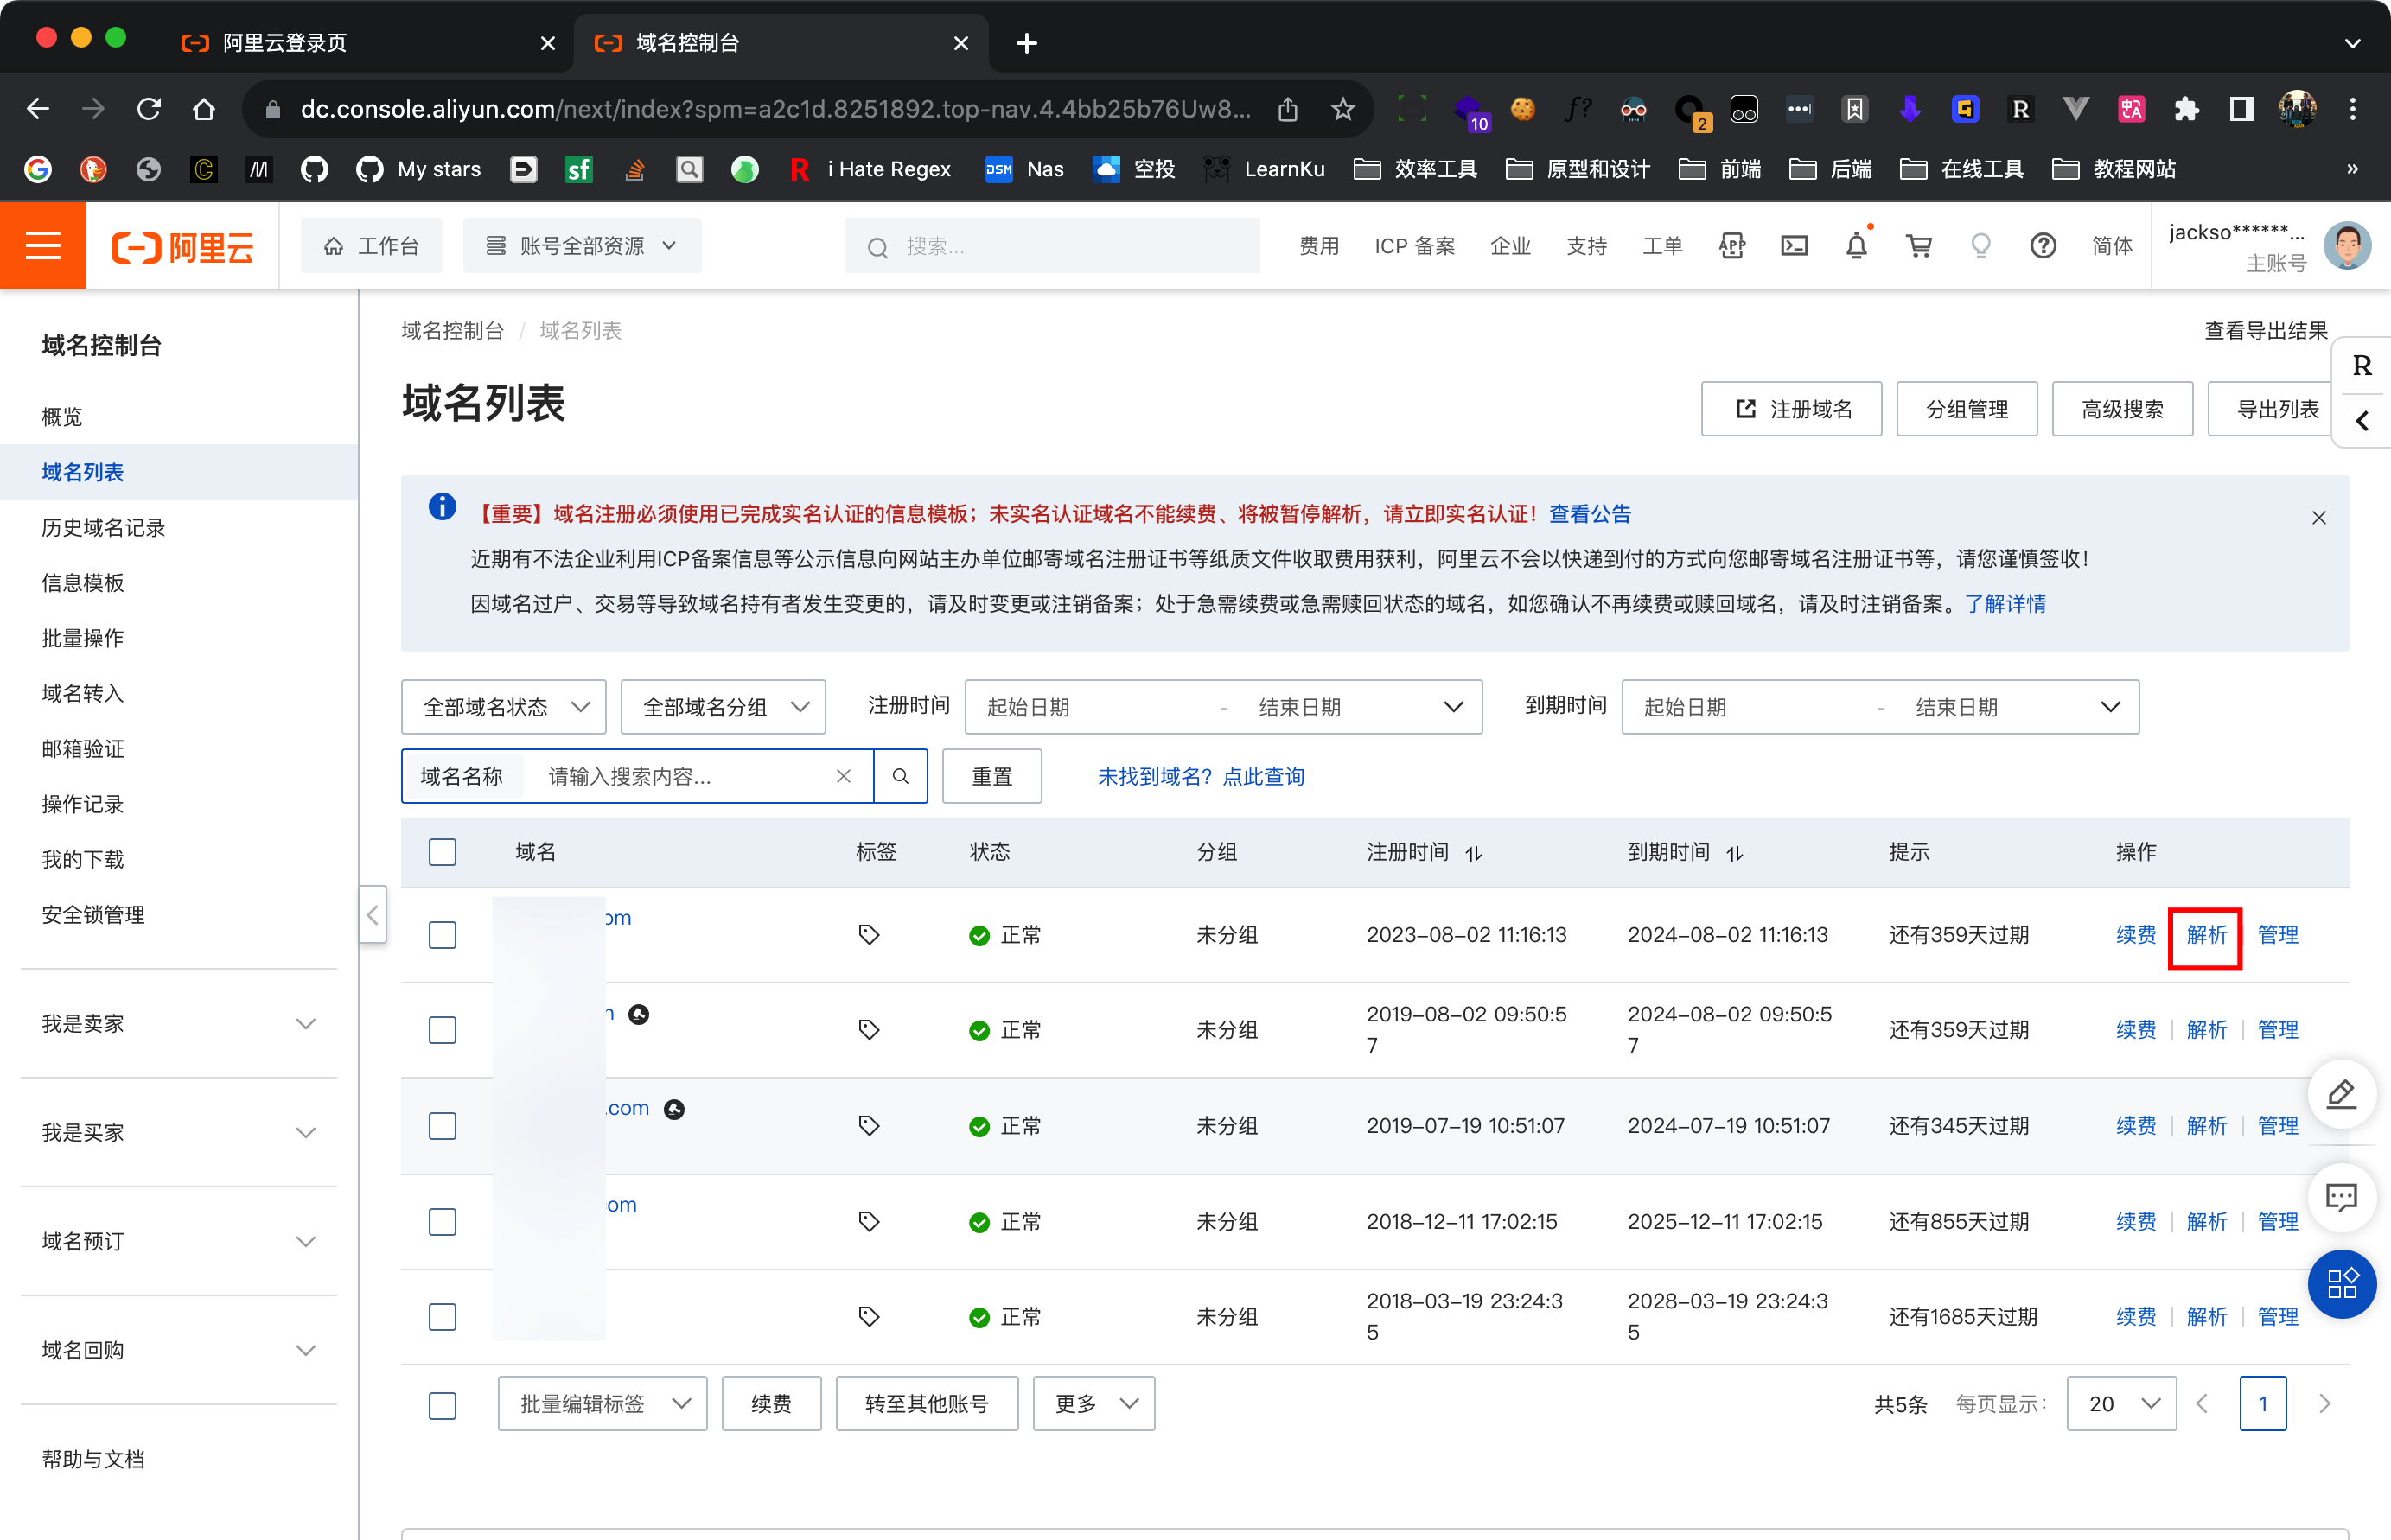 阿里云登录页
域名控制台
dc.console.aliyun.com/next/index?spm=a2c1d.8251892.top-nav.4.4bb25b76Uw8...
10
2
My stars
sf
i Hate Regex
DSM Nas
空投
LearnKu
效率工具
原型和设计
前端
后端
在线工具
教程网站
»
阿里云
工作台
账号全部资源
搜索...
费用
ICP 备案
企业
支持
工单
APP
简体
jackso******...
主账号
域名控制台
概览
域名列表
历史域名记录
信息模板
批量操作
域名转入
邮箱验证
操作记录
我的下载
安全锁管理
我是卖家
我是买家
域名预订
域名回购
帮助与文档
域名控制台 / 域名列表
查看导出结果
域名列表
注册域名
分组管理
高级搜索
导出列表
R
【重要】域名注册必须使用已完成实名认证的信息模板；未实名认证域名不能续费、将被暂停解析，请立即实名认证！查看公告
近期有不法企业利用ICP备案信息等公示信息向网站主办单位邮寄域名注册证书等纸质文件收取费用获利，阿里云不会以快递到付的方式向您邮寄域名注册证书等，请您谨慎签收！
因域名过户、交易等导致域名持有者发生变更的，请及时变更或注销备案；处于急需续费或急需赎回状态的域名，如您确认不再续费或赎回域名，请及时注销备案。了解详情
全部域名状态
全部域名分组
注册时间
起始日期 - 结束日期
到期时间
起始日期 - 结束日期
域名名称
请输入搜索内容...
重置
未找到域名？点此查询
域名 标签 状态 分组 注册时间 到期时间 提示 操作
om 正常 未分组 2023-08-02 11:16:13 2024-08-02 11:16:13 还有359天过期 续费 解析 管理
n 正常 未分组 2019-08-02 09:50:57 2024-08-02 09:50:57 还有359天过期 续费 解析 管理
.com 正常 未分组 2019-07-19 10:51:07 2024-07-19 10:51:07 还有345天过期 续费 解析 管理
om 正常 未分组 2018-12-11 17:02:15 2025-12-11 17:02:15 还有855天过期 续费 解析 管理
正常 未分组 2018-03-19 23:24:35 2028-03-19 23:24:35 还有1685天过期 续费 解析 管理
批量编辑标签
续费
转至其他账号
更多
共5条
每页显示：
20
1